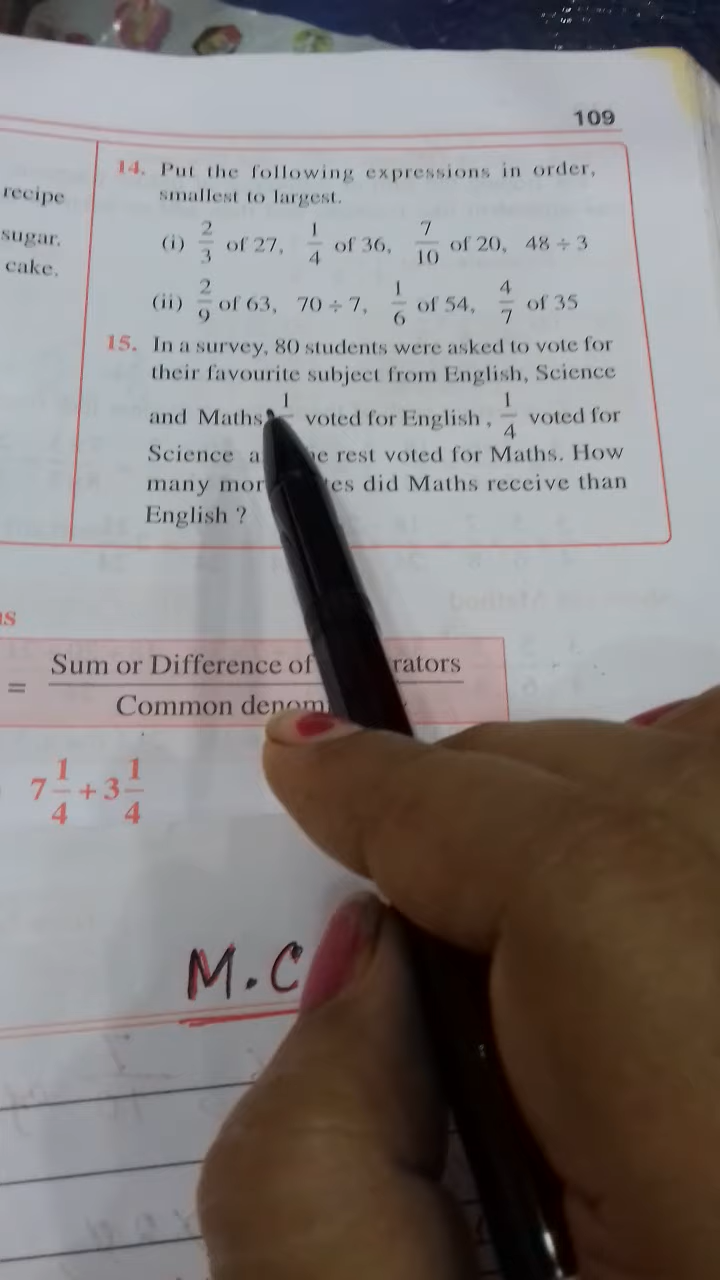 109
recipe
sugar.
cake,
14. Put the following expressions in order,
smallest to largest.
(i) 2/3 of 27, 1/4 of 36, 7/10 of 20, 48 ÷ 3
(ii) 2/9 of 63, 70 ÷ 7, 1/6 of 54, 4/7 of 35
15. In a survey, 80 students were asked to vote for
their favourite subject from English, Science
and Maths voted for English, 1/4 voted for
Science rest voted for Maths. How
many did Maths receive than
English ?
= Sum or Difference of
Common
7 1/4 + 3 1/4
M.C